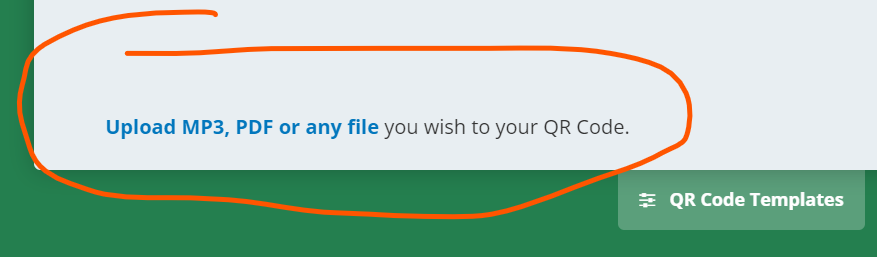 Upload MP3, PDF or any file you wish to your QR Code.
QR Code Templates